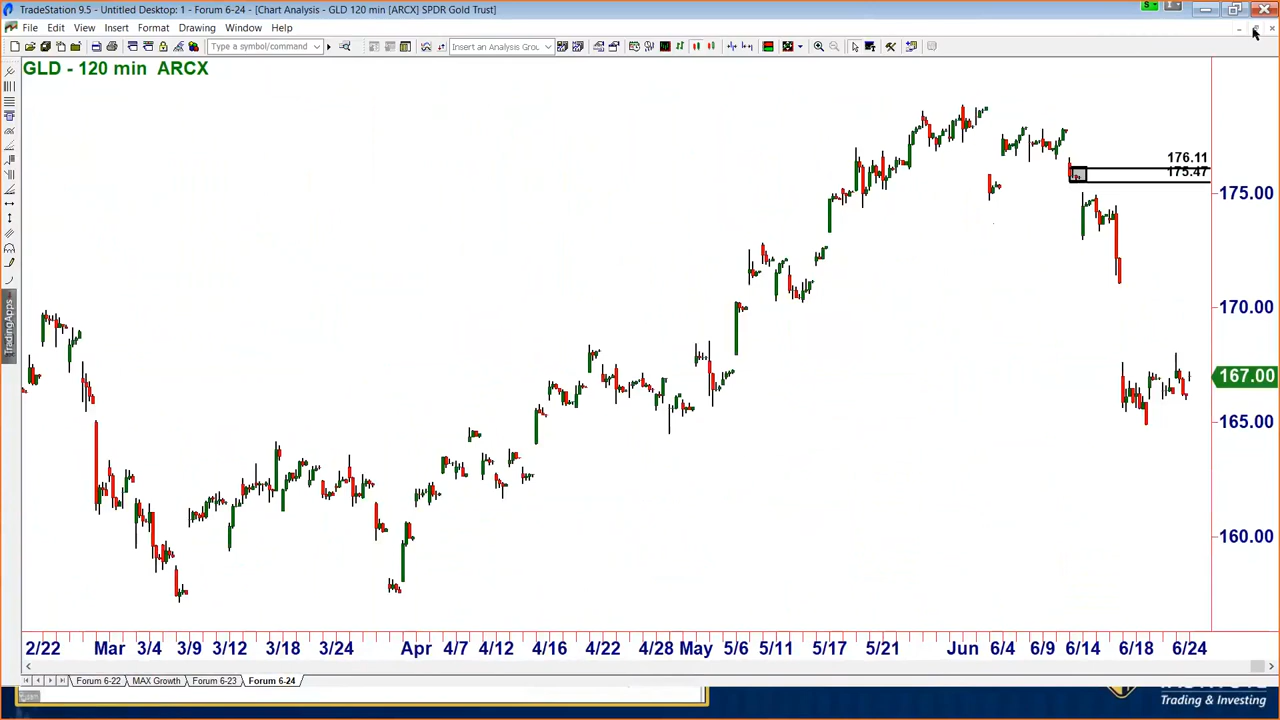 TradeStation 9.5 - Untitled Desktop: 1 - Forum 6-24 - [Chart Analysis - GLD 120 min [ARCX] SPDR Gold Trust]
File Edit View Insert Format Drawing Window Help
Type a symbol/command
Insert an Analysis Grou
GLD - 120 min ARCX
176.11
175.47
175.00
170.00
167.00
165.00
160.00
TradingApps
2/22 Mar 3/4 3/9 3/12 3/18 3/24 Apr 4/7 4/12 4/16 4/22 4/28 May 5/6 5/11 5/17 5/21 Jun 6/4 6/9 6/14 6/18 6/24
Forum 6-22 MAX Growth Forum 6-23 Forum 6-24
Trading & Investing